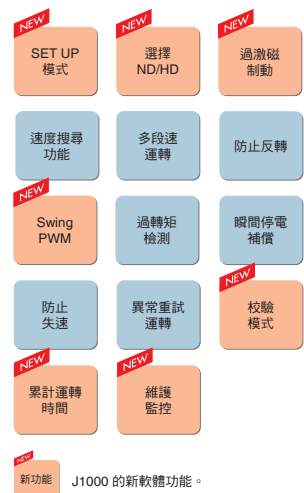 NEW
SET UP
模式
NEW
選擇
ND/HD
NEW
過激磁
制動
速度搜尋
功能
多段速
運轉
防止反轉
NEW
Swing
PWM
過轉矩
檢測
瞬間停電
補償
防止
失速
異常重試
運轉
NEW
校驗
模式
NEW
累計運轉
時間
NEW
維護
監控
NEW
新功能
J1000 的新軟體功能。